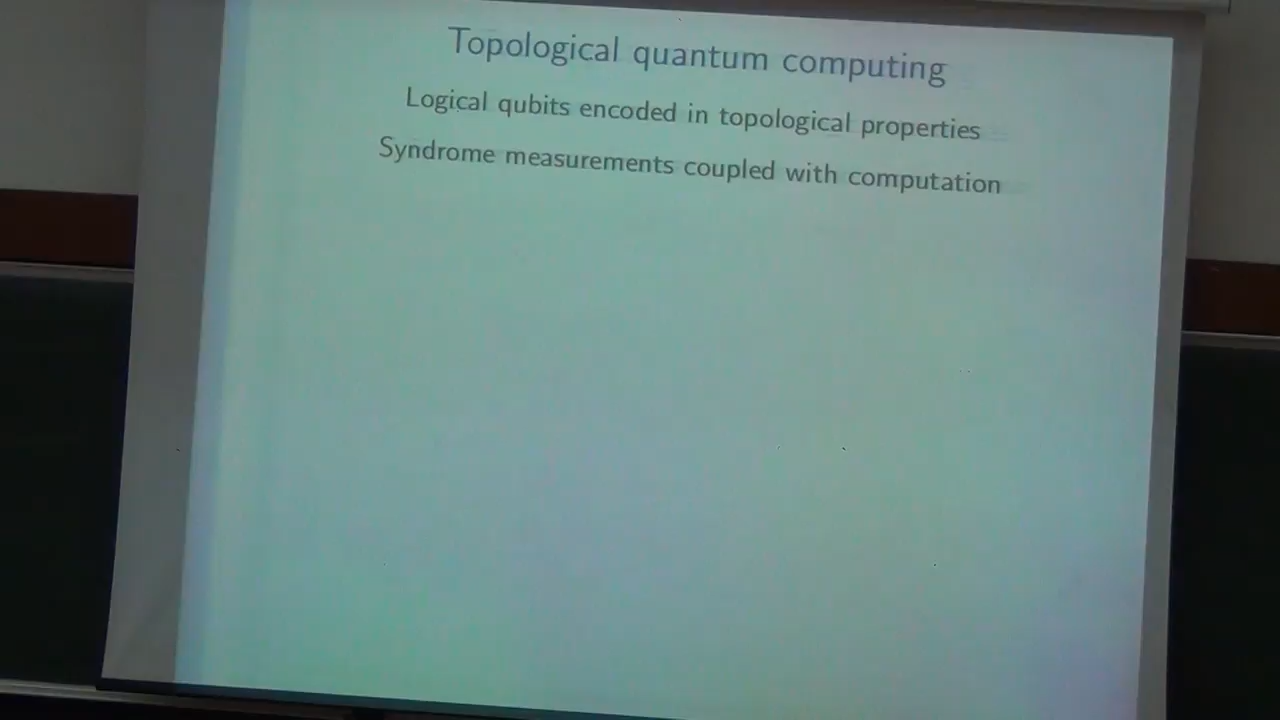 Topological quantum computing
Logical qubits encoded in topological properties
Syndrome measurements coupled with computation